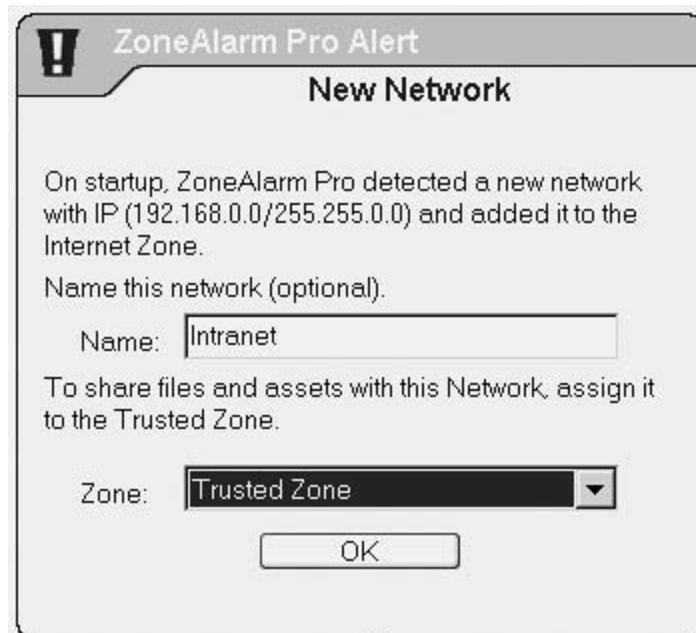 ZoneAlarm Pro Alert
New Network
On startup, ZoneAlarm Pro detected a new network
with IP (192.168.0.0/255.255.0.0) and added it to the
Internet Zone.
Name this network (optional).
Name: Intranet
To share files and assets with this Network, assign it
to the Trusted Zone.
Zone: Trusted Zone
OK